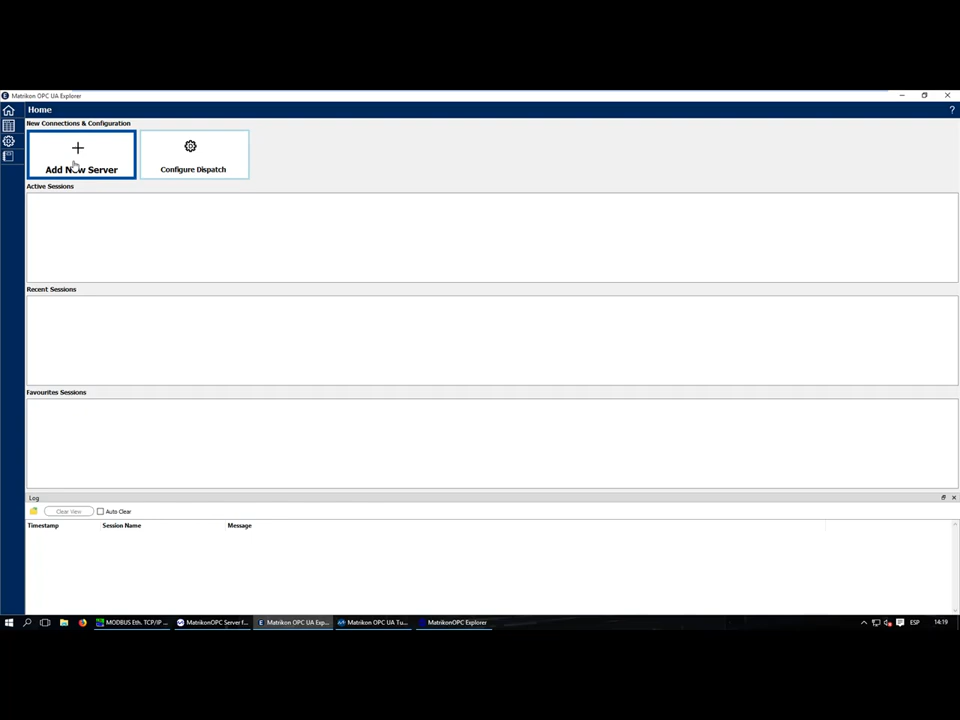 Matrikon OPC UA Explorer
Home
?
New Connections & Configuration
Add New Server
Configure Dispatch
Active Sessions
Recent Sessions
Favourites Sessions
Log
Clear View
Auto Clear
Timestamp Session Name Message
MODBUS Eth. TCP/IP ... MatrikonOPC Server f... Matrikon OPC UA Exp... Matrikon OPC UA Tu... MatrikonOPC Explorer ESP 14:19